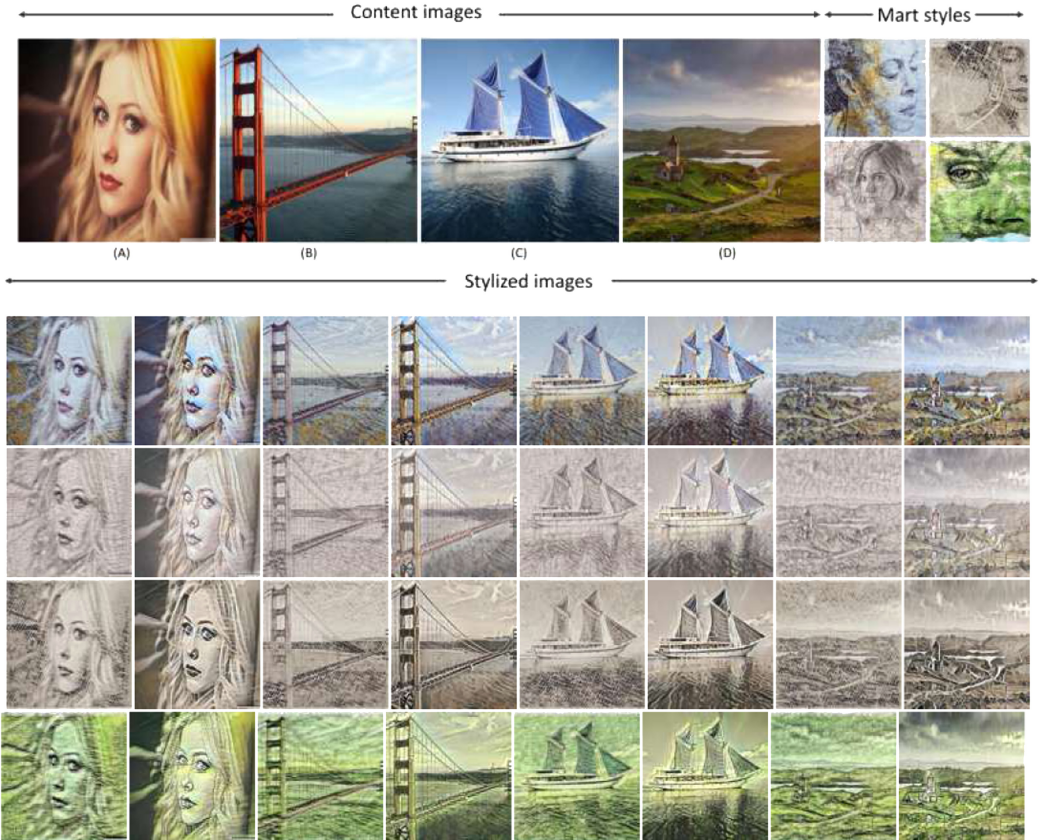 Content images
Mart styles
(A)
(B)
(C)
(D)
Stylized images